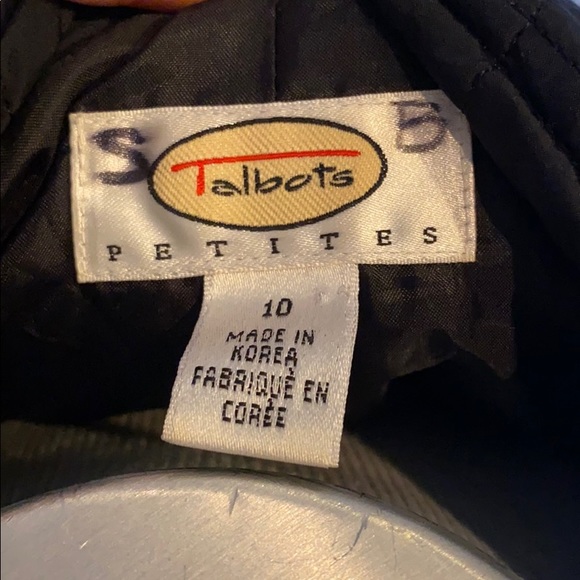 S B
Talbots
PETITES
10
MADE IN
KOREA
FABRIQUÉ EN
CORÉE